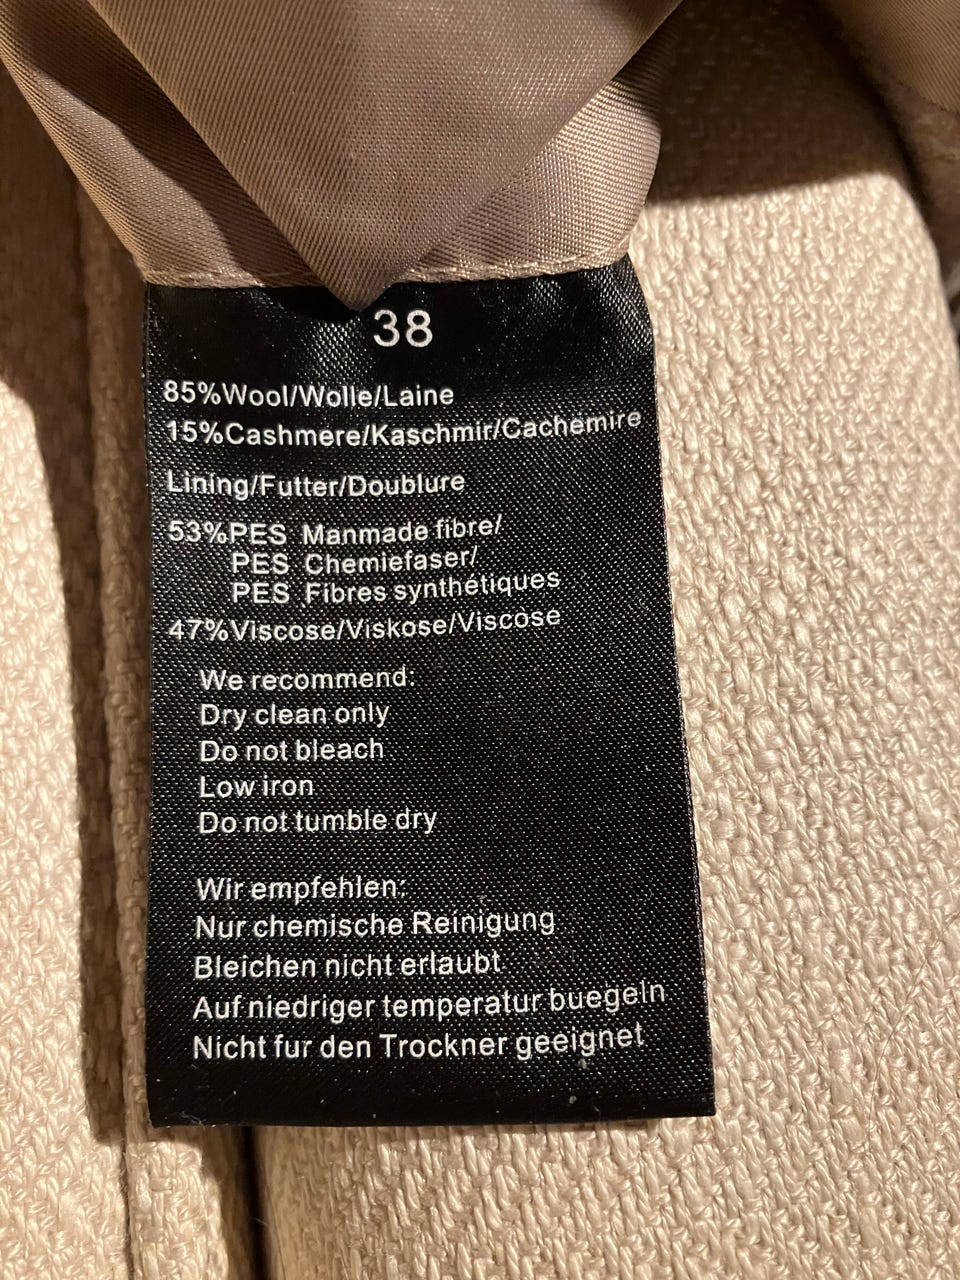 38
85%Wool/Wolle/Laine
15%Cashmere/Kaschmir/Cachemire
Lining/Futter/Doublure
53%PES Manmade fibre/
PES Chemiefaser/
PES Fibres synthétiques
47%Viscose/Viskose/Viscose
We recommend:
Dry clean only
Do not bleach
Low iron
Do not tumble dry
Wir empfehlen:
Nur chemische Reinigung
Bleichen nicht erlaubt
Auf niedriger temperatur buegeln
Nicht fur den Trockner geeignet